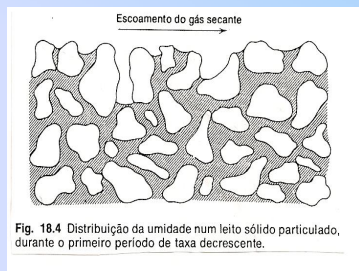 Escoamento do gás secante
Fig. 18.4 Distribuição da umidade num leito sólido particulado,
durante o primeiro período de taxa decrescente.